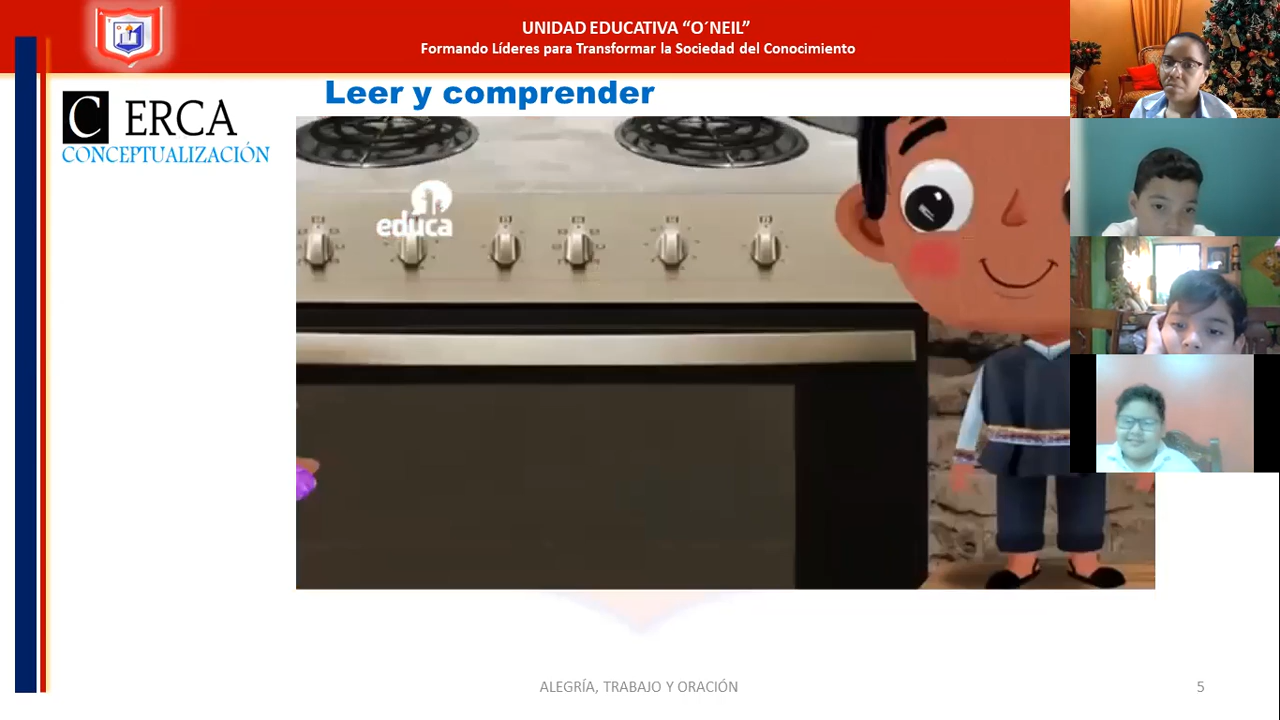 UNIDAD EDUCATIVA “O´NEIL”
Formando Líderes para Transformar la Sociedad del Conocimiento
Leer y comprender
C ERCA
CONCEPTUALIZACIÓN
educa
ALEGRÍA, TRABAJO Y ORACIÓN
5